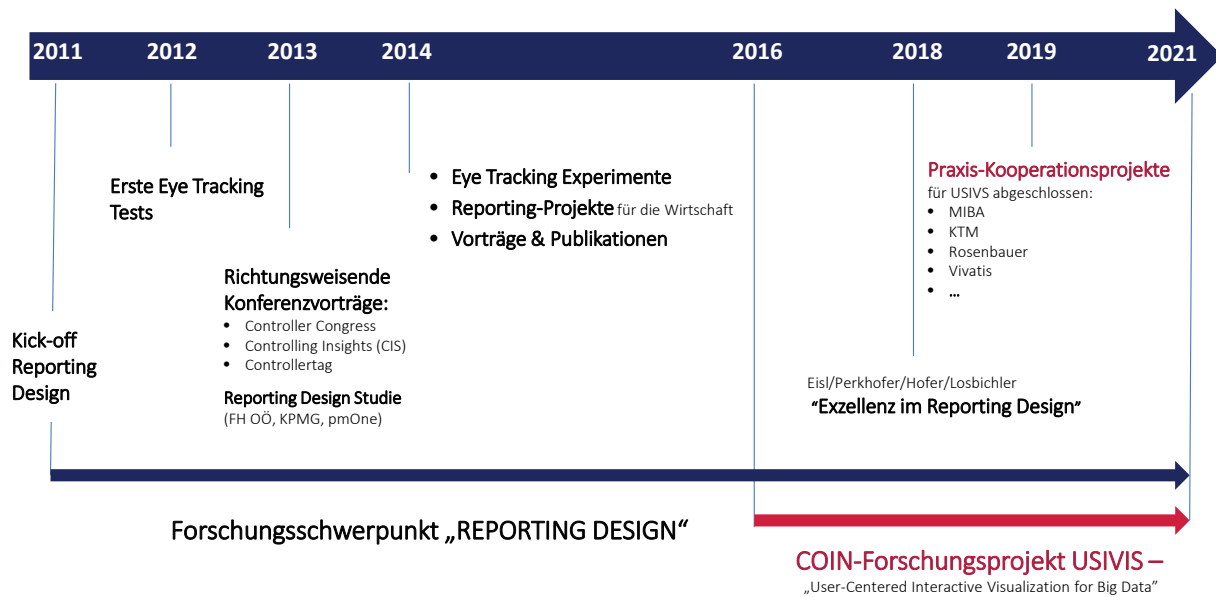 2011 2012 2013 2014 2016 2018 2019 2021
Kick-off
Reporting
Design
Erste Eye Tracking
Tests
Richtungsweisende
Konferenzvorträge:
• Controller Congress
• Controlling Insights (CIS)
• Controllertag
Reporting Design Studie
(FH OÖ, KPMG, pmOne)
• Eye Tracking Experimente
• Reporting-Projekte für die Wirtschaft
• Vorträge & Publikationen
Eisl/Perkhofer/Hofer/Losbichler
"Exzellenz im Reporting Design"
Praxis-Kooperationsprojekte
für USIVS abgeschlossen:
• MIBA
• KTM
• Rosenbauer
• Vivatis
• ...
Forschungsschwerpunkt „REPORTING DESIGN“
COIN-Forschungsprojekt USIVIS –
„User-Centered Interactive Visualization for Big Data”